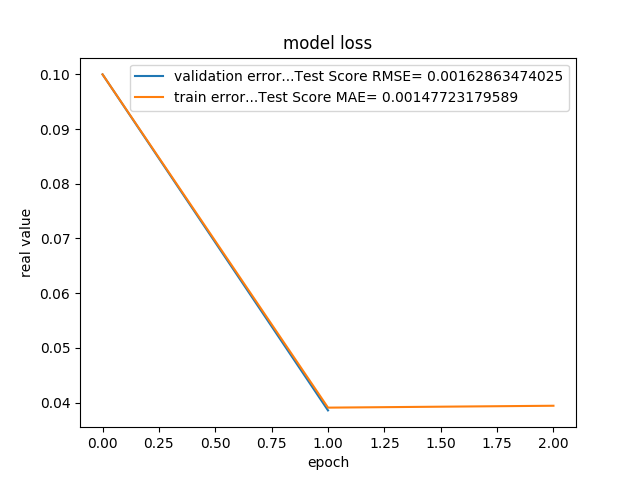 model loss
validation error...Test Score RMSE= 0.00162863474025
train error...Test Score MAE= 0.00147723179589
0.10
0.09
0.08
0.07
0.06
0.05
0.04
real value
0.00 0.25 0.50 0.75 1.00 1.25 1.50 1.75 2.00
epoch